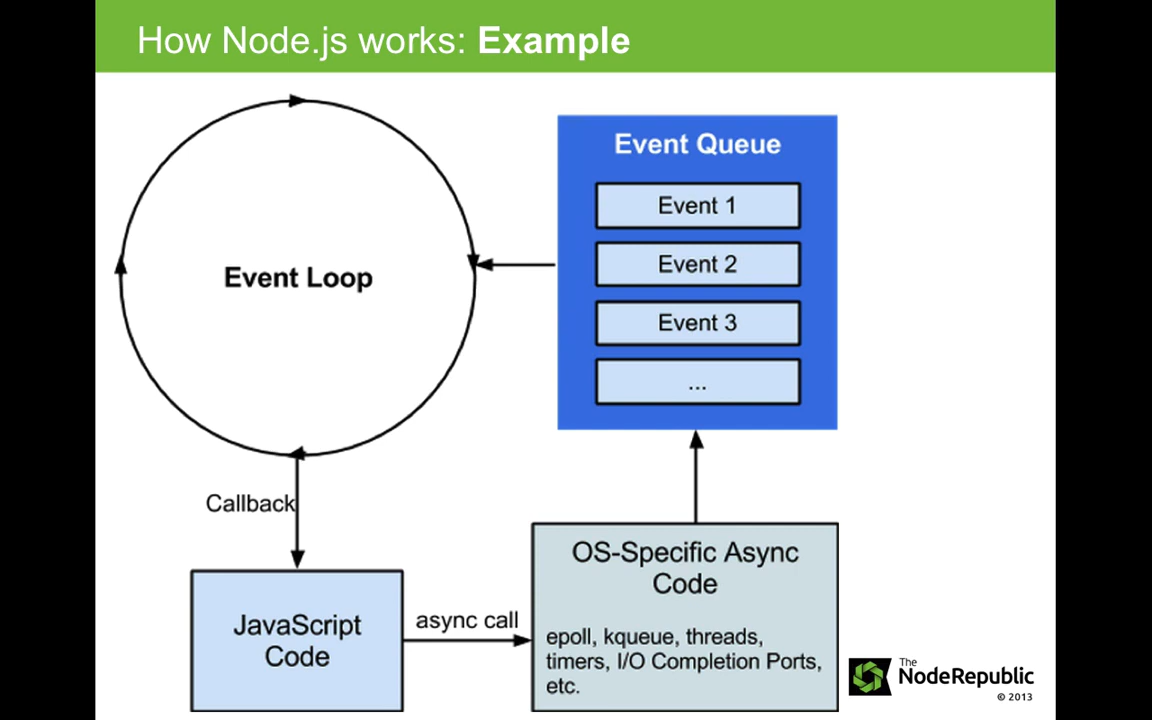 How Node.js works: Example
Event Queue
Event 1
Event 2
Event 3
...
Event Loop
Callback
JavaScript
Code
async call
OS-Specific Async
Code
epoll, kqueue, threads,
timers, I/O Completion Ports,
etc.
The
NodeRepublic
© 2013